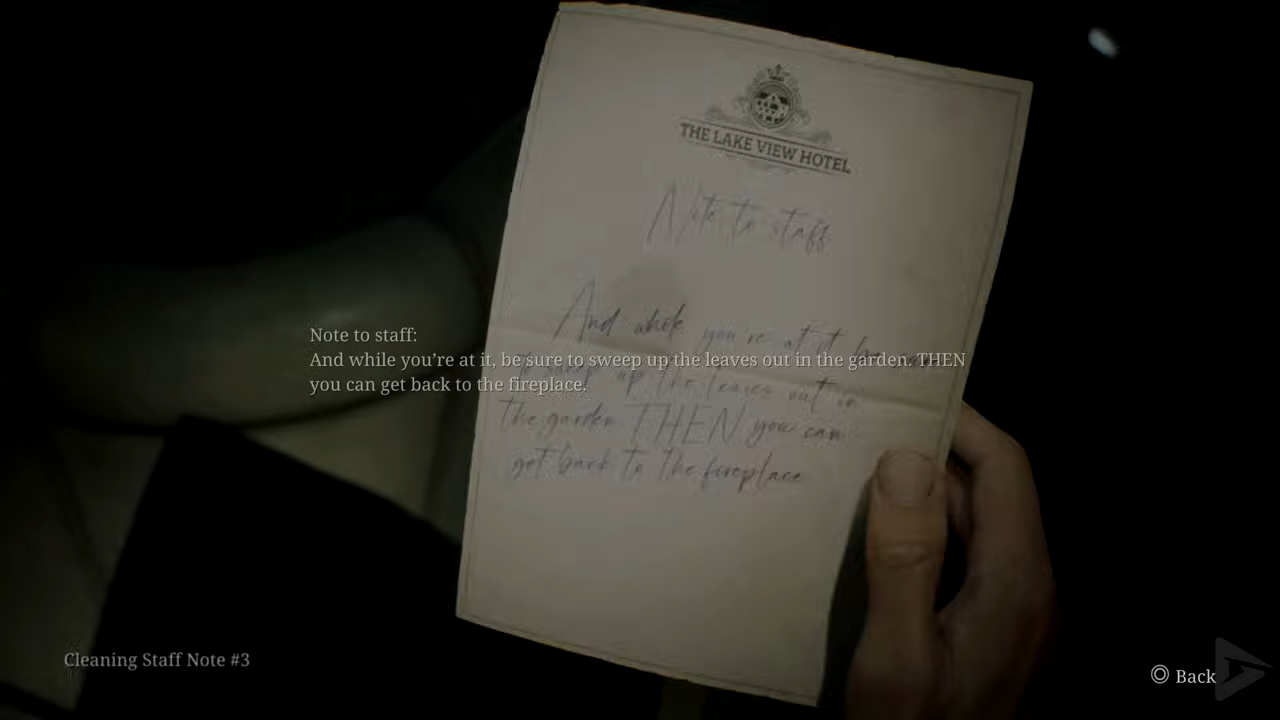 THE LAKE VIEW HOTEL
Note to staff
Note to staff:
And while you’re at it, be sure to sweep up the leaves out in the garden. THEN
you can get back to the fireplace.
And while you're at it be sure
to sweep up the leaves out in
the garden THEN you can
get back to the fireplace
Cleaning Staff Note #3
Back